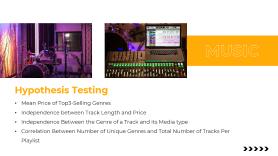 MUSIC
Hypothesis Testing
• Mean Price of Top3-Selling Genres
• Independence between Track Length and Price
• Independence Between the Genre of a Track and its Media type
• Correlation Between Number of Unique Genres and Total Number of Tracks Per
Playlist